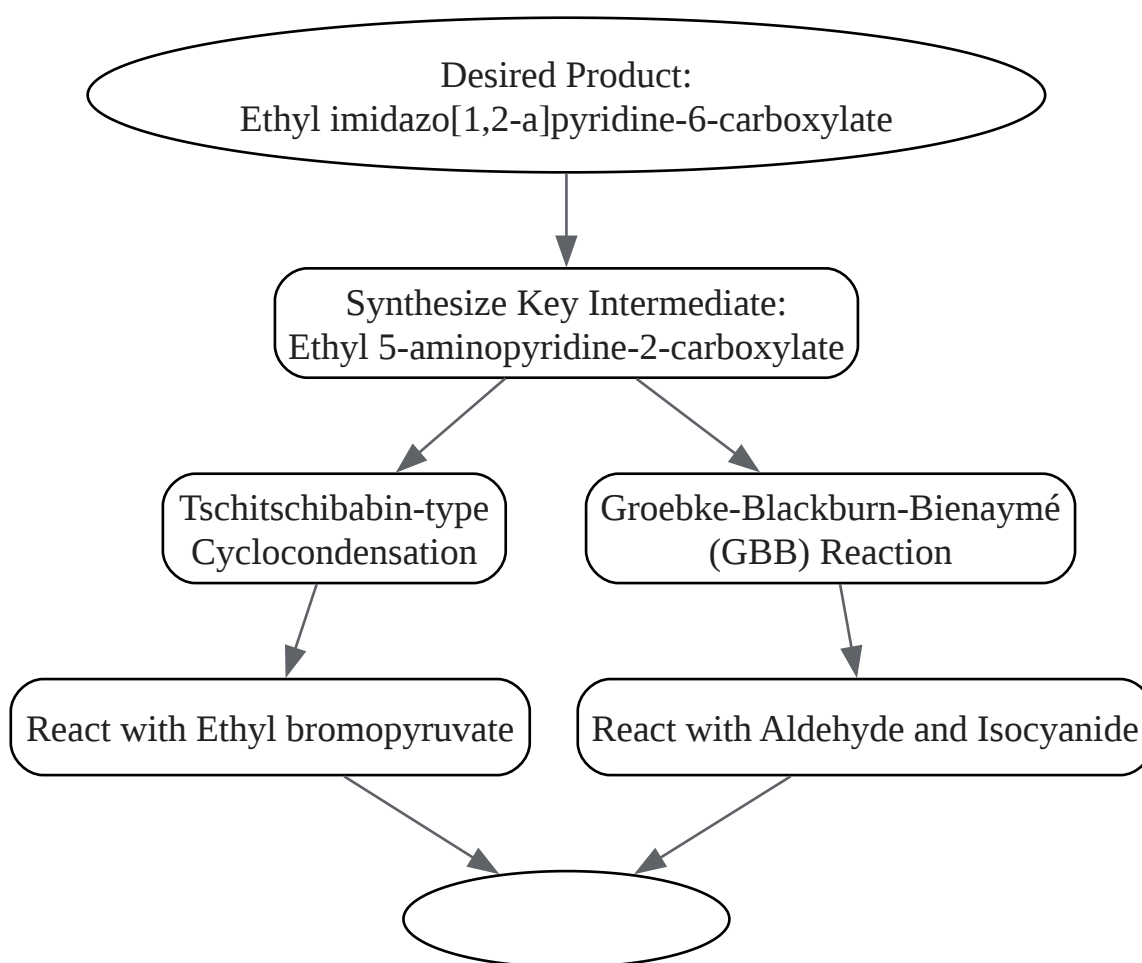 Desired Product:
Ethyl imidazo[1,2-a]pyridine-6-carboxylate
Synthesize Key Intermediate:
Ethyl 5-aminopyridine-2-carboxylate
Tschitschibabin-type
Cyclocondensation
Groebke-Blackburn-Bienaymé
(GBB) Reaction
React with Ethyl bromopyruvate
React with Aldehyde and Isocyanide